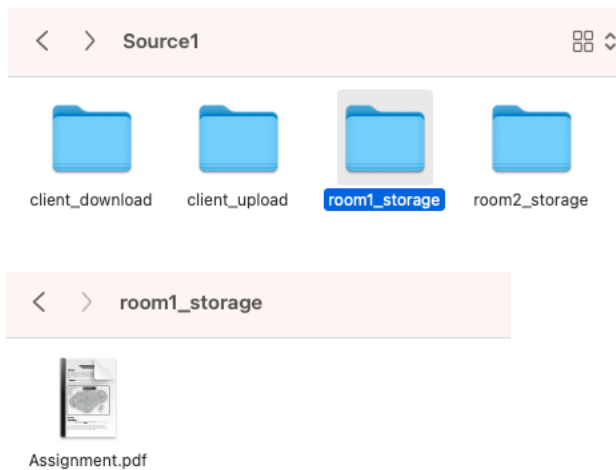 Source1
client_download client_upload room1_storage room2_storage
room1_storage
Assignment.pdf